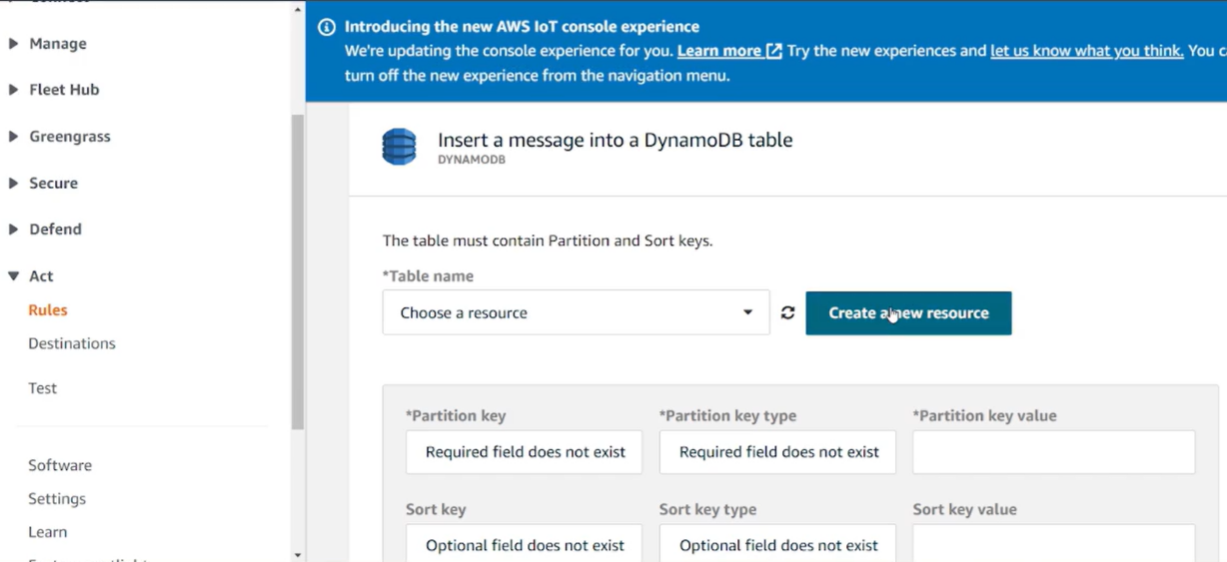 Introducing the new AWS IoT console experience
We're updating the console experience for you. Learn more Try the new experiences and let us know what you think. You
turn off the new experience from the navigation menu.
Manage
Fleet Hub
Greengrass
Secure
Defend
Act
Rules
Destinations
Test
Software
Settings
Learn
Insert a message into a DynamoDB table
DYNAMODB
The table must contain Partition and Sort keys.
*Table name
Choose a resource
Create a new resource
*Partition key
*Partition key type
*Partition key value
Required field does not exist
Required field does not exist
Sort key
Sort key type
Sort key value
Optional field does not exist
Optional field does not exist